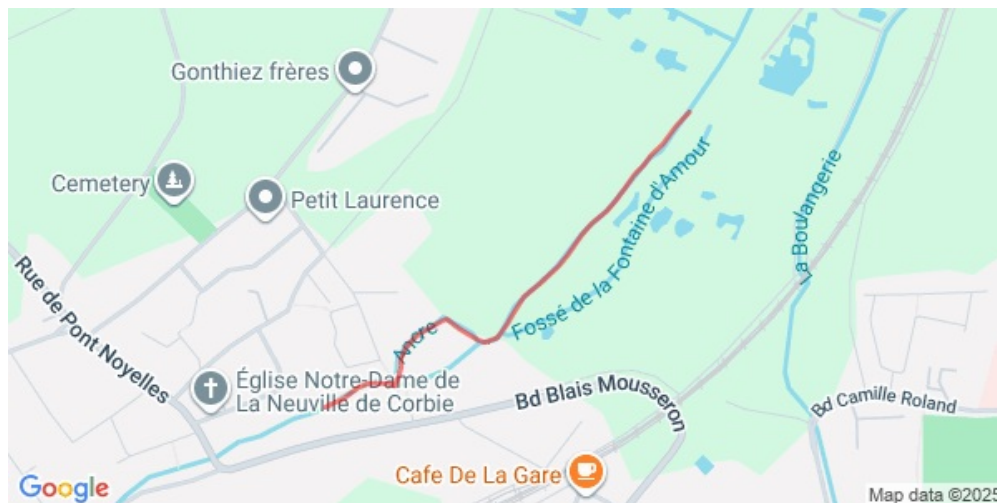 Gonthiez frères
Cemetery
Petit Laurence
Fossé de la Fontaine d'Amour
La Boulangerie
Rue de Pont Noyelles
Ancre
Église Notre-Dame de
La Neuville de Corbie
Bd Blais Mousseron
Bd Camille Roland
Cafe De La Gare
Google
Map data ©2025